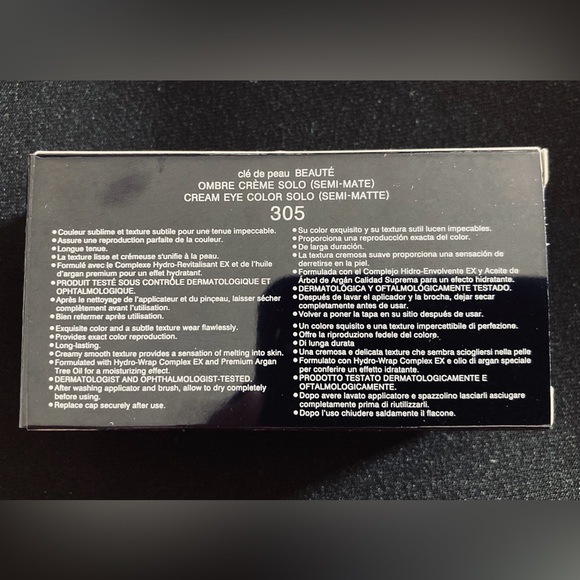 clé de peau BEAUTÉ
OMBRE CRÈME SOLO (SEMI-MATE)
CREAM EYE COLOR SOLO (SEMI-MATTE)
305
●Couleur sublime et texture subtile pour une tenue impeccable.
●Assure une reproduction parfaite de la couleur.
●Longue tenue.
●La texture lisse et crémeuse s'unifie à la peau.
●Formulé avec le Complexe Hydro-Revitalisant EX et de l'huile
d'argan premium pour un effet hydratant.
●PRODUIT TESTÉ SOUS CONTRÔLE DERMATOLOGIQUE ET
OPHTALMOLOGIQUE.
●Après le nettoyage de l'applicateur et du pinceau, laisser sécher
complètement avant l'utilisation.
●Bien refermer après utilisation.
●Exquisite color and a subtle texture wear flawlessly.
●Provides exact color reproduction.
●Long-lasting.
●Creamy smooth texture provides a sensation of melting into skin.
●Formulated with Hydro-Wrap Complex EX and Premium Argan
Tree Oil for a moisturizing effect.
●DERMATOLOGIST AND OPHTHALMOLOGIST-TESTED.
●After washing applicator and brush, allow to dry completely
before using.
●Replace cap securely after use.
●Su color exquisito y su textura sutil lucen impecables.
●Proporciona una reproducción exacta del color.
●De larga duración.
●La textura cremosa suave proporciona una sensación de
derretirse en la piel.
●Formulada con el Complejo Hidro-Envolvente EX y Aceite de
Árbol de Argán Calidad Suprema para un efecto hidratante.
●DERMATOLÓGICA Y OFTALMOLÓGICAMENTE TESTADO.
●Después de lavar el aplicador y la brocha, dejar secar
completamente antes de usar.
●Volver a poner la tapa en su sitio después de usar.
●Un colore squisito e una texture impercettibile di perfezione.
●Offre la riproduzione fedele del colore.
●Di lunga durata
●Una cremosa e delicata texture che sembra sciogliersi nella pelle
●Formulato con Hydro-Wrap Complex EX e olio di argan speciale
per conferire un effetto idratante.
●PRODOTTO TESTATO DERMATOLOGICAMENTE E
OFTALMOLOGICAMENTE.
●Dopo avere lavato applicatore e spazzolino lasciarli asciugare
completamente prima di riutilizzarli.
●Dopo l'uso chiudere saldamente il flacone.